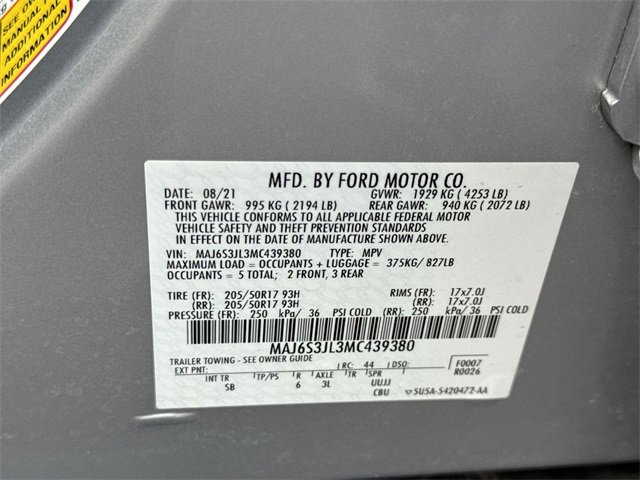 SEE OW
MANUAL
ADDITIONAL
INFORMATION
MFD. BY FORD MOTOR CO.
DATE: 08/21 GVWR: 1929 KG ( 4253 LB)
FRONT GAWR: 995 KG ( 2194 LB) REAR GAWR: 940 KG ( 2072 LB)
THIS VEHICLE CONFORMS TO ALL APPLICABLE FEDERAL MOTOR
VEHICLE SAFETY AND THEFT PREVENTION STANDARDS
IN EFFECT ON THE DATE OF MANUFACTURE SHOWN ABOVE.
VIN: MAJ6S3JL3MC439380 TYPE: MPV
MAXIMUM LOAD = OCCUPANTS + LUGGAGE = 375KG/ 827LB
OCCUPANTS = 5 TOTAL; 2 FRONT, 3 REAR
TIRE (FR): 205/50R17 93H RIMS (FR): 17x7.0J
(RR): 205/50R17 93H (RR): 17x7.0J
PRESSURE (FR): 250 kPa/ 36 PSI COLD (RR): 250 kPa/ 36 PSI COLD
MAJ6S3JL3MC439380
TRAILER TOWING - SEE OWNER GUIDE
EXT PNT: RC: 44 DSO: F0007
R0026
INT TR TP/PS R AXLE TR SPR
SB 6 3L UUJJ
CBU 5USA-5420472-AA